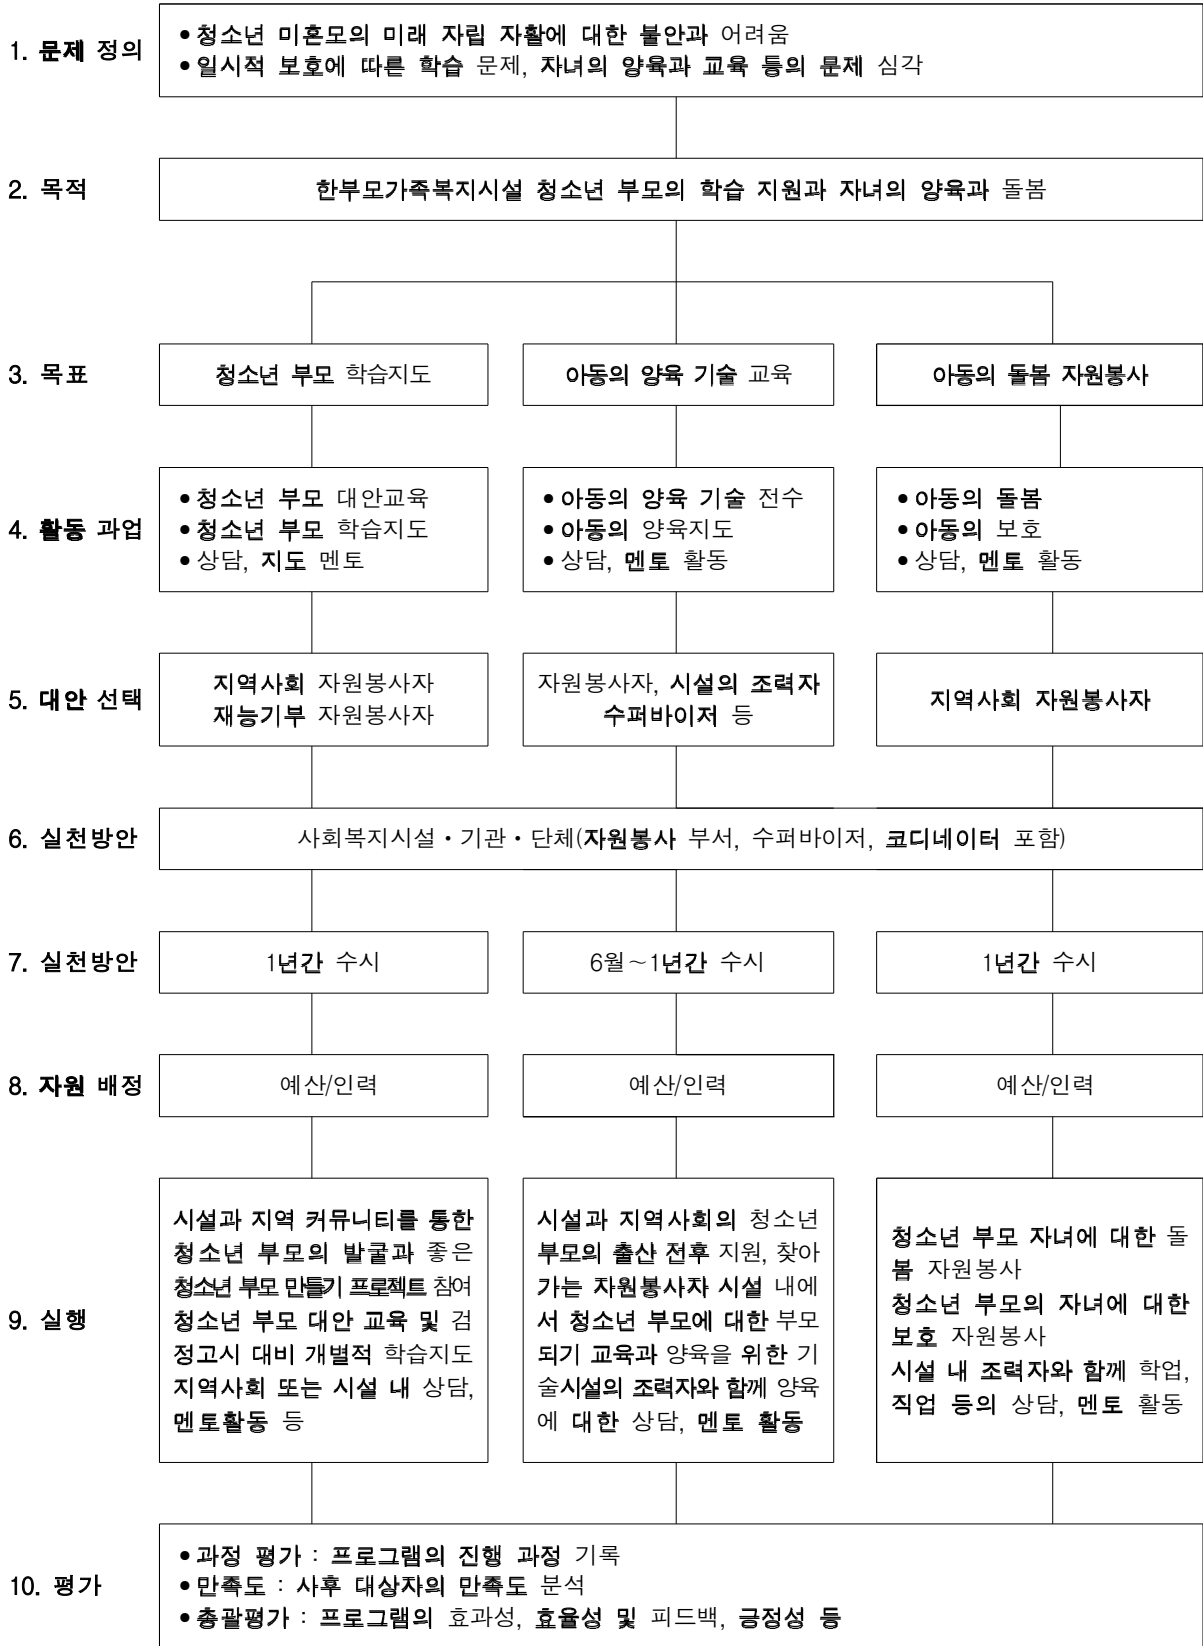 1. 문제 정의
• 청소년 미혼모의 미래 자립 자활에 대한 불안과 어려움
• 일시적 보호에 따른 학습 문제, 자녀의 양육과 교육 등의 문제 심각
2. 목적
한부모가족복지시설 청소년 부모의 학습 지원과 자녀의 양육과 돌봄
3. 목표
청소년 부모 학습지도
아동의 양육 기술 교육
아동의 돌봄 자원봉사
4. 활동 과업
• 청소년 부모 대안교육
• 청소년 부모 학습지도
• 상담, 지도 멘토
• 아동의 양육 기술 전수
• 아동의 양육지도
• 상담, 멘토 활동
• 아동의 돌봄
• 아동의 보호
• 상담, 멘토 활동
5. 대안 선택
지역사회 자원봉사자
재능기부 자원봉사자
자원봉사자, 시설의 조력자
수퍼바이저 등
지역사회 자원봉사자
6. 실천방안
사회복지시설・기관・단체(자원봉사 부서, 수퍼바이저, 코디네이터 포함)
7. 실천방안
1년간 수시
6월~1년간 수시
1년간 수시
8. 자원 배정
예산/인력
예산/인력
예산/인력
9. 실행
시설과 지역 커뮤니티를 통한
청소년 부모의 발굴과 좋은
청소년 부모 만들기 프로젝트 참여
청소년 부모 대안 교육 및 검
정고시 대비 개별적 학습지도
지역사회 또는 시설 내 상담,
멘토활동 등
시설과 지역사회의 청소년
부모의 출산 전후 지원, 찾아
가는 자원봉사자 시설 내에
서 청소년 부모에 대한 부모
되기 교육과 양육을 위한 기
술시설의 조력자와 함께 양육
에 대한 상담, 멘토 활동
청소년 부모 자녀에 대한 돌
봄 자원봉사
청소년 부모의 자녀에 대한
보호 자원봉사
시설 내 조력자와 함께 학업,
직업 등의 상담, 멘토 활동
10. 평가
• 과정 평가 : 프로그램의 진행 과정 기록
• 만족도 : 사후 대상자의 만족도 분석
• 총괄평가 : 프로그램의 효과성, 효율성 및 피드백, 긍정성 등